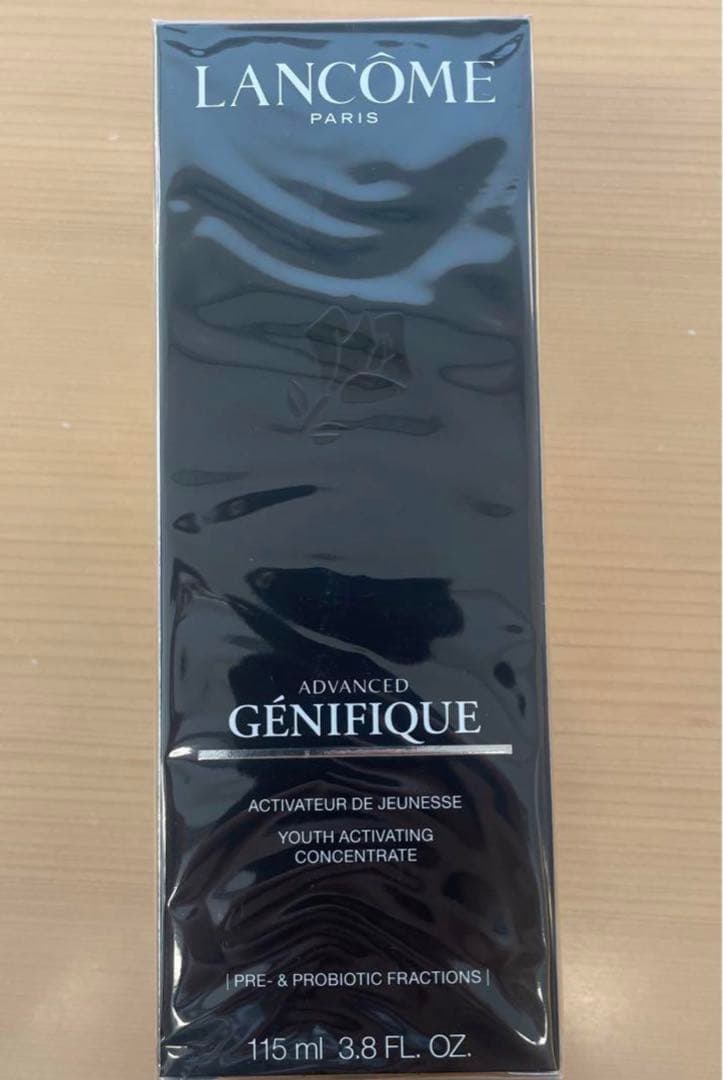 LANCÔME
PARIS
ADVANCED
GÉNIFIQUE
ACTIVATEUR DE JEUNESSE
YOUTH ACTIVATING
CONCENTRATE
| PRE- & PROBIOTIC FRACTIONS |
115 ml 3.8 FL. OZ.